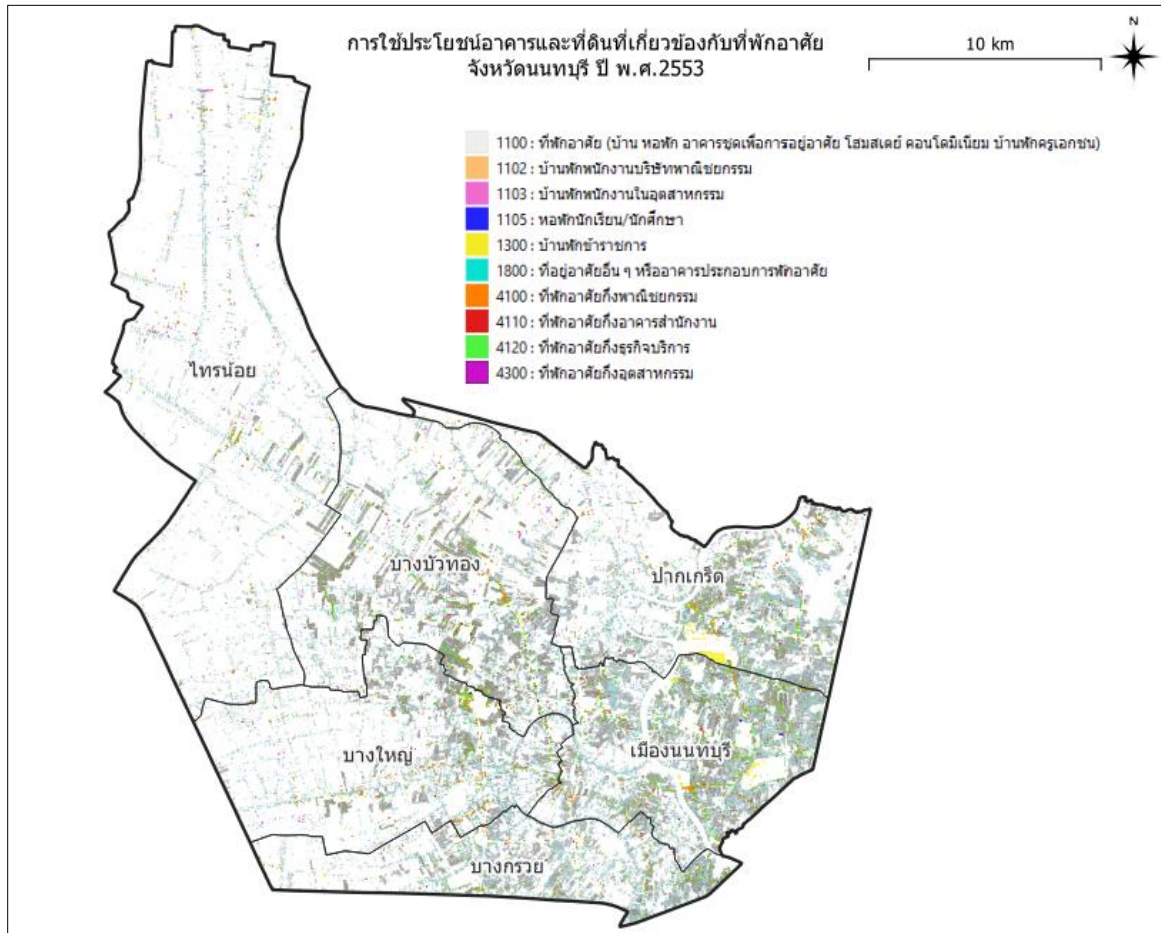 การใช้ประโยชน์อาคารและที่ดินที่เกี่ยวข้องกับที่พักอาศัย
จังหวัดนนทบุรี ปี พ.ศ.2553
10 km
N
1100 : ที่พักอาศัย (บ้าน หอพัก อาคารชุดเพื่อการอยู่อาศัย โฮมสเตย์ คอนโดมิเนียม บ้านพักครูเอกชน)
1102 : บ้านพักพนักงานบริษัทพาณิชยกรรม
1103 : บ้านพักพนักงานในอุตสาหกรรม
1105 : หอพักนักเรียน/นักศึกษา
1300 : บ้านพักข้าราชการ
1800 : ที่อยู่อาศัยอื่น ๆ หรืออาคารประกอบการพักอาศัย
4100 : ที่พักอาศัยกึ่งพาณิชยกรรม
4110 : ที่พักอาศัยกึ่งอาคารสำนักงาน
4120 : ที่พักอาศัยกึ่งธุรกิจบริการ
4300 : ที่พักอาศัยกึ่งอุตสาหกรรม
ไทรน้อย
บางบัวทอง
ปากเกร็ด
บางใหญ่
เมืองนนทบุรี
บางกรวย